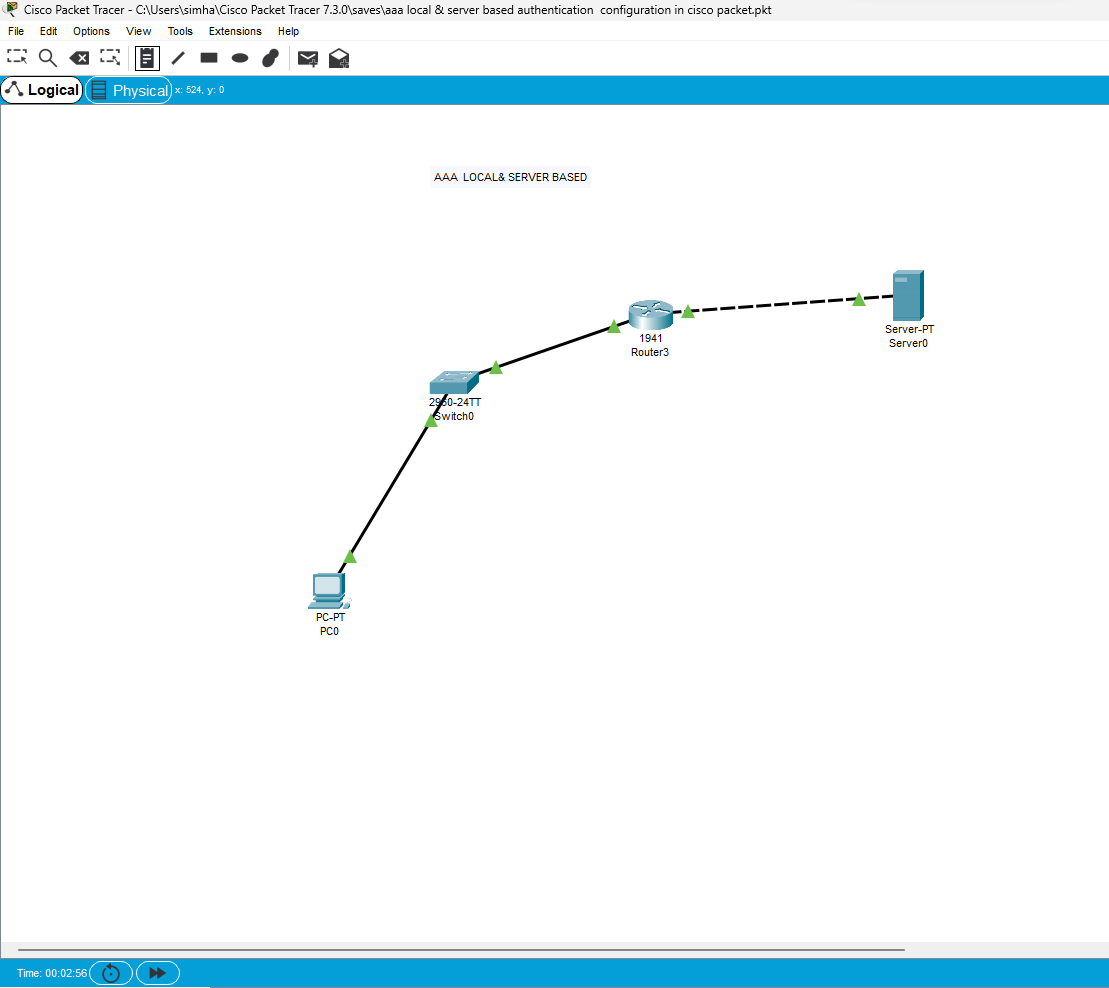 Cisco Packet Tracer - C:\Users\simha\Cisco Packet Tracer 7.3.0\saves\aaa local & server based authentication  configuration in cisco packet.pkt
File Edit Options View Tools Extensions Help
Logical Physical x: 524, y: 0
AAA LOCAL& SERVER BASED
Server-PT
Server0
1941
Router3
2960-24TT
Switch0
PC-PT
PC0
Time: 00:02:56